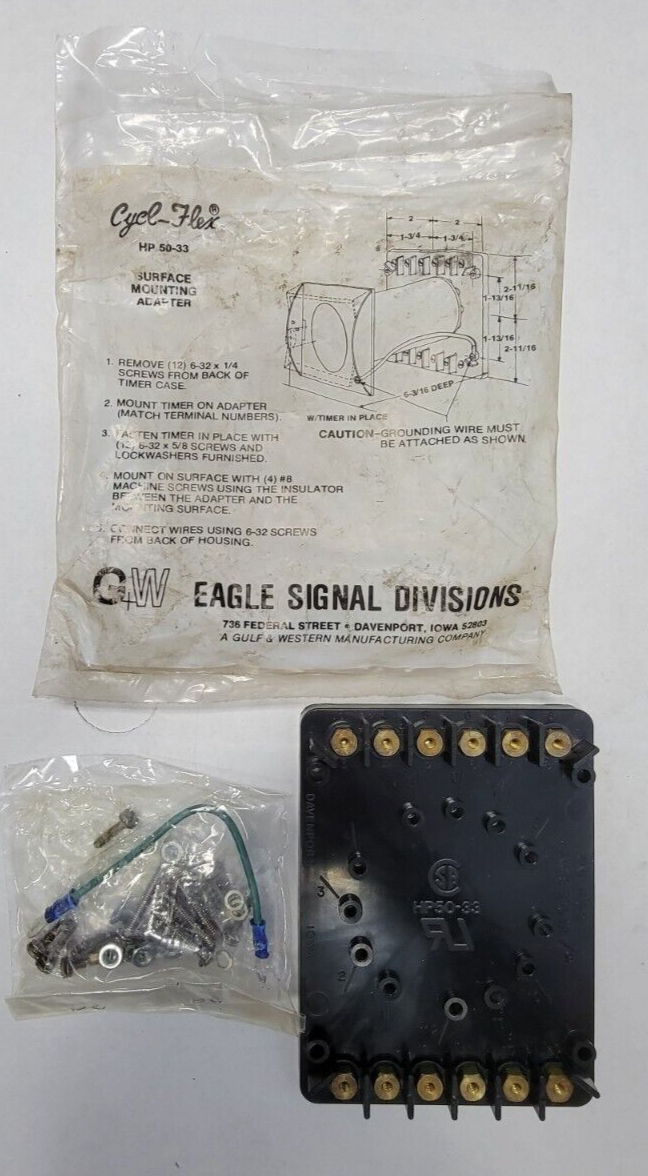 Cycl-Flex®
HP 50-33
SURFACE
MOUNTING
ADAPTER
2 2
1-3/4 1-3/4
2-11/16
1-13/16
1-13/16
2-11/16
6-3/16 DEEP
W/TIMER IN PLACE
CAUTION-GROUNDING WIRE MUST
BE ATTACHED AS SHOWN.
1. REMOVE (12) 6-32 x 1/4
SCREWS FROM BACK OF
TIMER CASE.
2. MOUNT TIMER ON ADAPTER
(MATCH TERMINAL NUMBERS).
3. FASTEN TIMER IN PLACE WITH
(12) 6-32 x 5/8 SCREWS AND
LOCKWASHERS FURNISHED.
4. MOUNT ON SURFACE WITH (4) #8
MACHINE SCREWS USING THE INSULATOR
BETWEEN THE ADAPTER AND THE
MOUNTING SURFACE.
5. CONNECT WIRES USING 6-32 SCREWS
FROM BACK OF HOUSING.
G+W EAGLE SIGNAL DIVISIONS
736 FEDERAL STREET • DAVENPORT, IOWA 52803
A GULF & WESTERN MANUFACTURING COMPANY
DAVENPORT
3
HP50-33
2